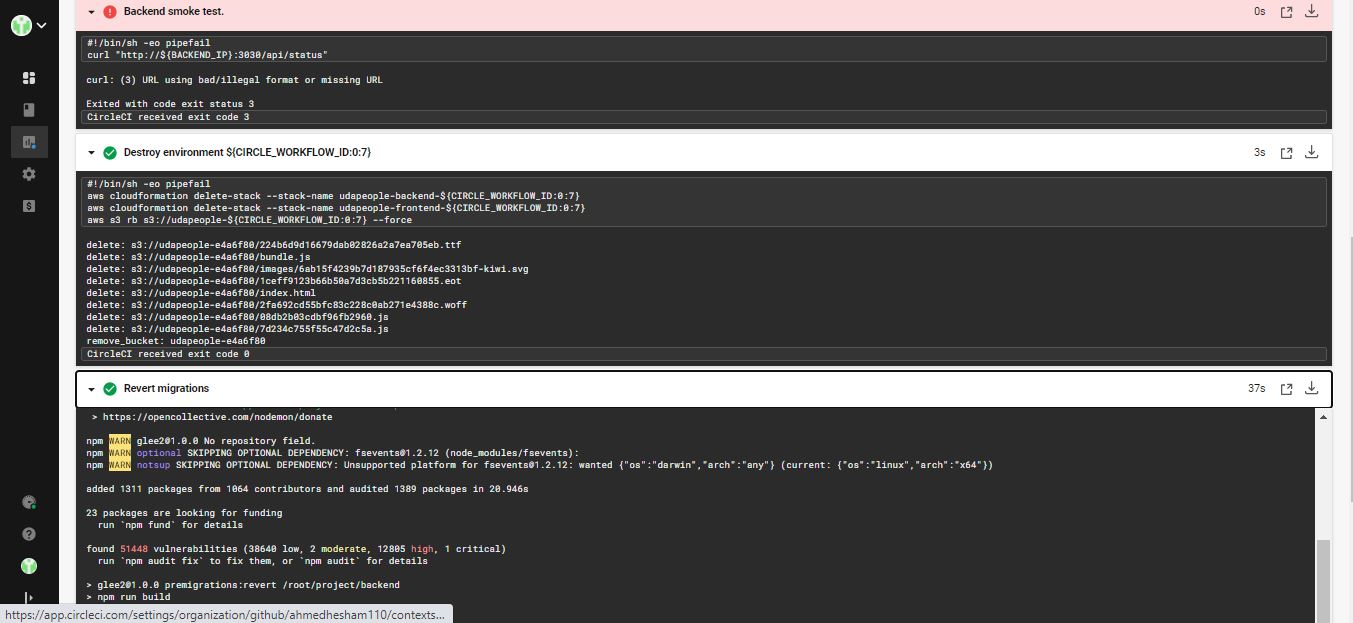 Backend smoke test.
0s
#!/bin/sh -eo pipefail
curl "http://${BACKEND_IP}:3030/api/status"
curl: (3) URL using bad/illegal format or missing URL
Exited with code exit status 3
CircleCI received exit code 3
Destroy environment ${CIRCLE_WORKFLOW_ID:0:7}
3s
#!/bin/sh -eo pipefail
aws cloudformation delete-stack --stack-name udapeople-backend-${CIRCLE_WORKFLOW_ID:0:7}
aws cloudformation delete-stack --stack-name udapeople-frontend-${CIRCLE_WORKFLOW_ID:0:7}
aws s3 rb s3://udapeople-${CIRCLE_WORKFLOW_ID:0:7} --force
delete: s3://udapeople-e4a6f80/224b6d9d16679dab02826a2a7ea705eb.ttf
delete: s3://udapeople-e4a6f80/bundle.js
delete: s3://udapeople-e4a6f80/images/6ab15f4239b7d187935cf6f4ec3313bf-kiwi.svg
delete: s3://udapeople-e4a6f80/1ceff9123b66b50a7d3cb5b221160855.eot
delete: s3://udapeople-e4a6f80/index.html
delete: s3://udapeople-e4a6f80/2fa692cd55bfc83c228c0ab271e4388c.woff
delete: s3://udapeople-e4a6f80/08db2b03cdbf96fb2960.js
delete: s3://udapeople-e4a6f80/7d234c755f55c47d2c5a.js
remove_bucket: udapeople-e4a6f80
CircleCI received exit code 0
Revert migrations
37s
> https://opencollective.com/nodemon/donate
npm WARN glee2@1.0.0 No repository field.
npm WARN optional SKIPPING OPTIONAL DEPENDENCY: fsevents@1.2.12 (node_modules/fsevents):
npm WARN notsup SKIPPING OPTIONAL DEPENDENCY: Unsupported platform for fsevents@1.2.12: wanted {"os":"darwin","arch":"any"} (current: {"os":"linux","arch":"x64"})
added 1311 packages from 1064 contributors and audited 1389 packages in 20.946s
23 packages are looking for funding
run `npm fund` for details
found 51448 vulnerabilities (38640 low, 2 moderate, 12805 high, 1 critical)
run `npm audit fix` to fix them, or `npm audit` for details
> glee2@1.0.0 premigrations:revert /root/project/backend
> npm run build
https://app.circleci.com/settings/organization/github/ahmedhesham110/contexts...